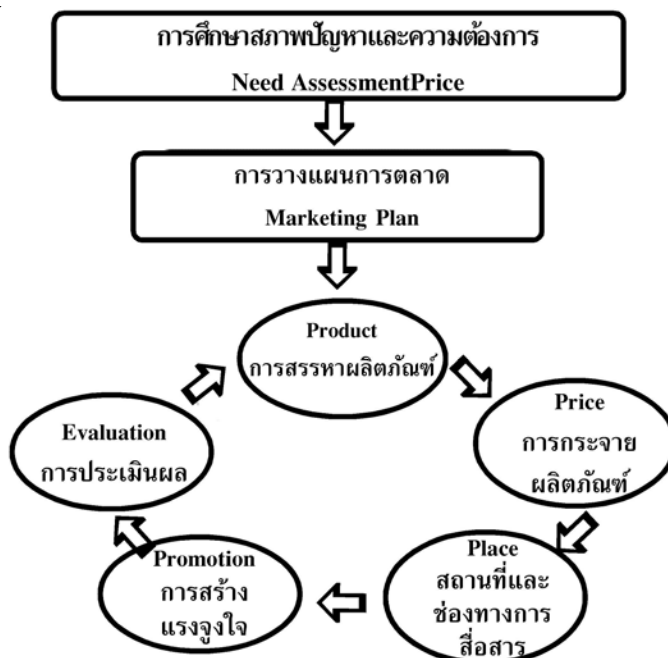 การศึกษาสภาพปัญหาและความต้องการ
Need AssessmentPrice
การวางแผนการตลาด
Marketing Plan
Product
การสรรหาผลิตภัณฑ์
Price
การกระจาย
ผลิตภัณฑ์
Place
สถานที่และ
ช่องทางการ
สื่อสาร
Promotion
การสร้าง
แรงจูงใจ
Evaluation
การประเมินผล